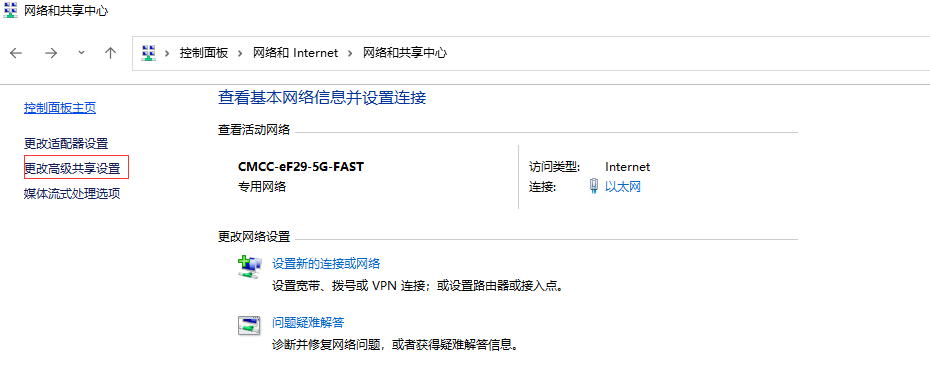 网络和共享中心
控制面板 › 网络和 Internet › 网络和共享中心
控制面板主页
更改适配器设置
更改高级共享设置
媒体流式处理选项
查看基本网络信息并设置连接
查看活动网络
CMCC-eF29-5G-FAST
专用网络
访问类型: Internet
连接: 以太网
更改网络设置
设置新的连接或网络
设置宽带、拨号或 VPN 连接；或设置路由器或接入点。
问题疑难解答
诊断并修复网络问题，或者获得疑难解答信息。